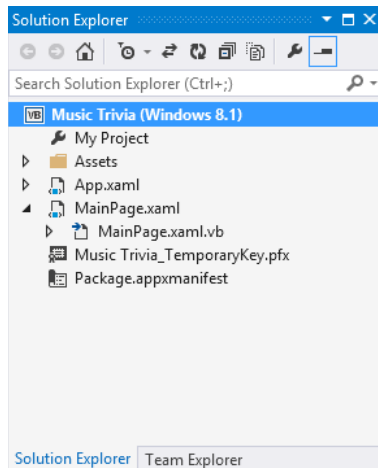 Solution Explorer
Search Solution Explorer (Ctrl+;)
VB Music Trivia (Windows 8.1)
My Project
Assets
App.xaml
MainPage.xaml
MainPage.xaml.vb
Music Trivia_TemporaryKey.pfx
Package.appxmanifest
Solution Explorer Team Explorer